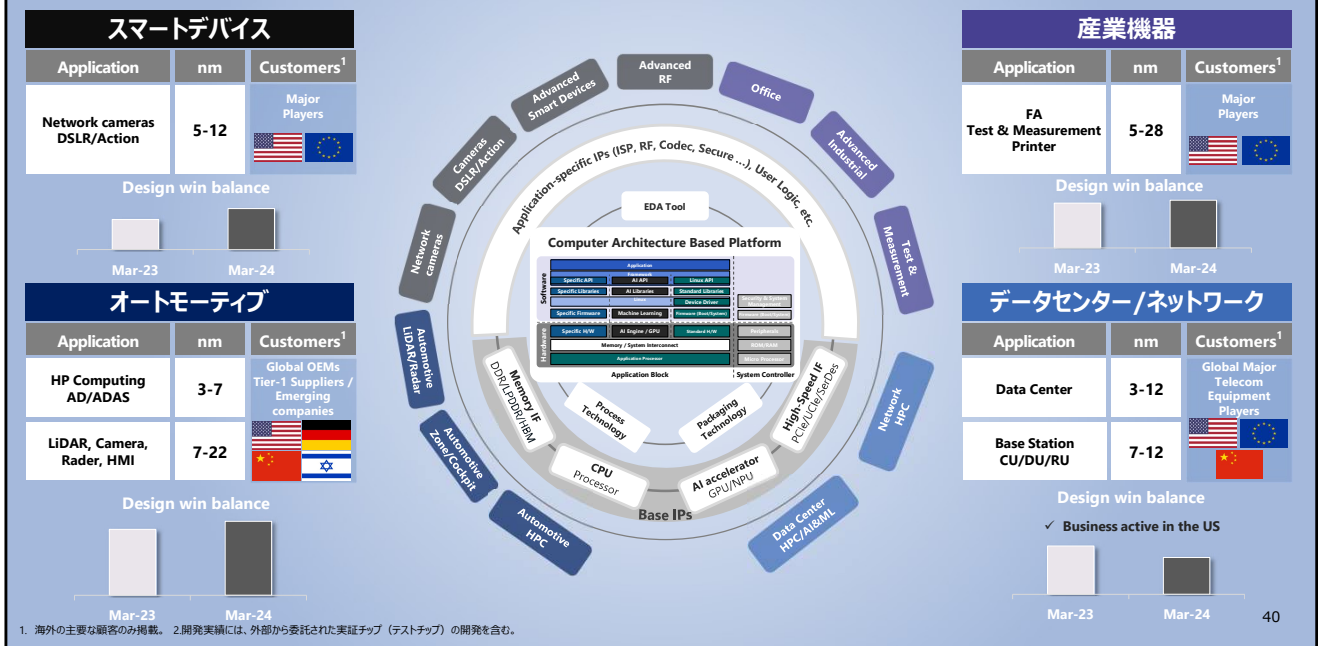 スマートデバイス
Application nm Customers1
Network cameras
DSLR/Action
5-12
Major
Players
Design win balance
Mar-23 Mar-24
オートモーティブ
Application nm Customers1
HP Computing
AD/ADAS
3-7
Global OEMs
Tier-1 Suppliers /
Emerging
companies
LiDAR, Camera,
Rader, HMI
7-22
Design win balance
Mar-23 Mar-24
Advanced
RF
Advanced
Smart Devices
Cameras
DSLR/Action
Network
cameras
Automotive
LiDAR/Radar
Automotive
Zone/Cockpit
Automotive
HPC
Office
Advanced
Industrial
Test &
Measurement
Network
HPC
Data Center
HPC/AI&ML
Application-specific IPs (ISP, RF, Codec, Secure ...), User Logic, etc.
EDA Tool
Computer Architecture Based Platform
Software
Application
Framework
Specific API AI API Linux API
Specific Libraries AI Libraries Standard Libraries
Linux
Device Driver
Security & System
Specific Firmware Machine Learning Firmware (Boot/System)
Firmware (Boot/System)
Hardware
Specific H/W AI Engine / GPU Standard H/W Peripherals
Memory / System Interconnect ROM/RAM
Application Processor Micro Processor
Application Block System Controller
Process
Technology
Packaging
Technology
Memory IF
DDR/LPDDR/HBM
CPU
Processor
AI accelerator
GPU/NPU
High-Speed IF
PCIe/UCIe/SerDes
Base IPs
産業機器
Application nm Customers1
FA
Test & Measurement
Printer
5-28
Major
Players
Design win balance
Mar-23 Mar-24
データセンター/ネットワーク
Application nm Customers1
Data Center
3-12
Global Major
Telecom
Equipment
Players
Base Station
CU/DU/RU
7-12
Design win balance
✓ Business active in the US
Mar-23 Mar-24
1. 海外の主要な顧客のみ掲載。 2.開発実績には、外部から委託された実証チップ（テストチップ）の開発を含む。
40